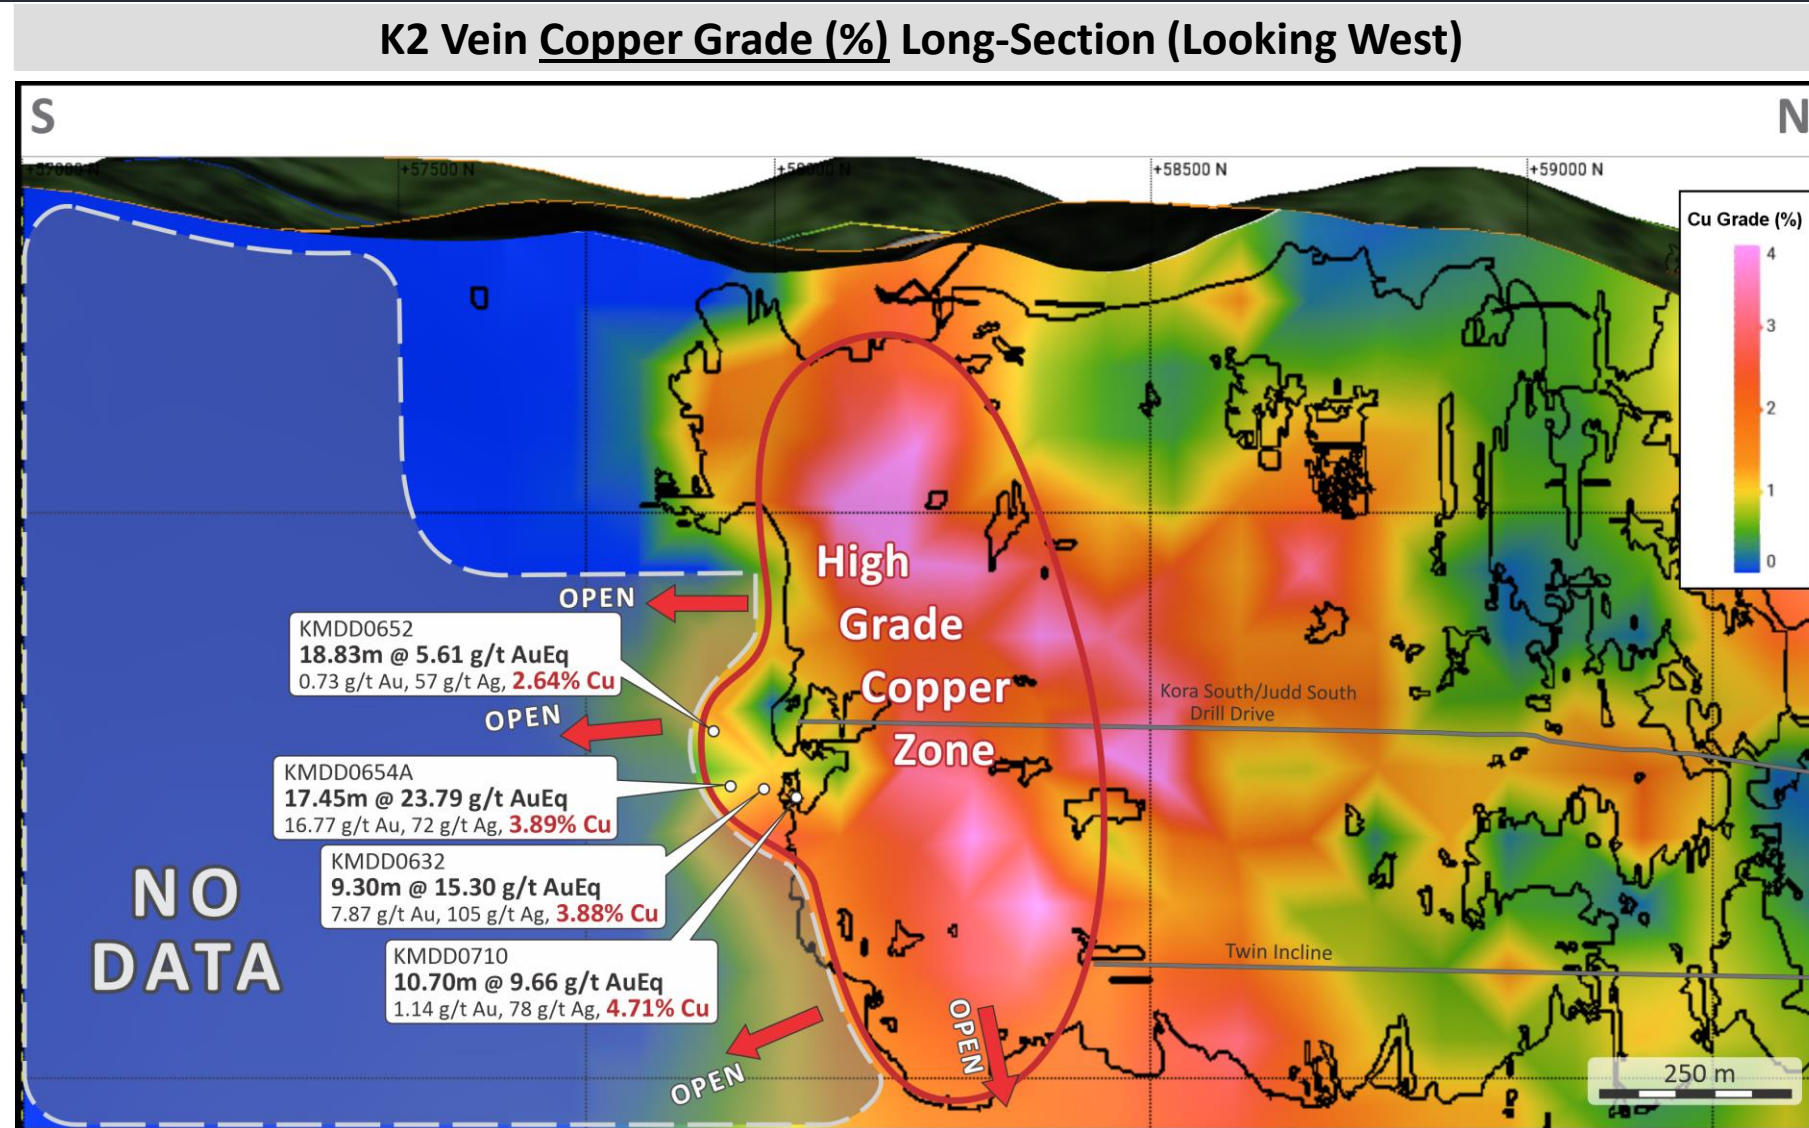 K2 Vein Copper Grade (%) Long-Section (Looking West)
S
N
+57000 N
+57500 N
+58000 N
+58500 N
+59000 N
Cu Grade (%)
4
3
2
1
0
High
Grade
Copper
Zone
OPEN
KMDD0652
18.83m @ 5.61 g/t AuEq
0.73 g/t Au, 57 g/t Ag, 2.64% Cu
OPEN
Kora South/Judd South
Drill Drive
KMDD0654A
17.45m @ 23.79 g/t AuEq
16.77 g/t Au, 72 g/t Ag, 3.89% Cu
KMDD0632
9.30m @ 15.30 g/t AuEq
7.87 g/t Au, 105 g/t Ag, 3.88% Cu
NO
DATA
KMDD0710
10.70m @ 9.66 g/t AuEq
1.14 g/t Au, 78 g/t Ag, 4.71% Cu
Twin Incline
OPEN
OPEN
250 m